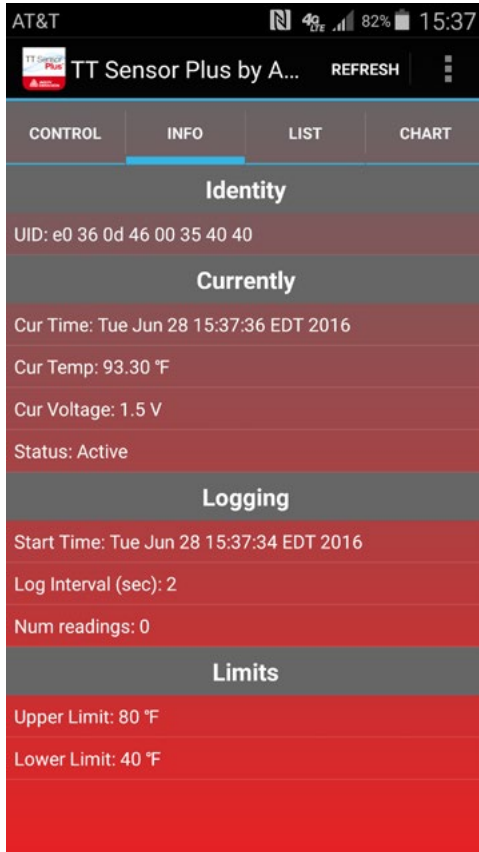 AT&T 4G LTE 82% 15:37
TT Sensor Plus TT Sensor Plus by A... REFRESH
CONTROL INFO LIST CHART
Identity
UID: e0 36 0d 46 00 35 40 40
Currently
Cur Time: Tue Jun 28 15:37:36 EDT 2016
Cur Temp: 93.30 °F
Cur Voltage: 1.5 V
Status: Active
Logging
Start Time: Tue Jun 28 15:37:34 EDT 2016
Log Interval (sec): 2
Num readings: 0
Limits
Upper Limit: 80 °F
Lower Limit: 40 °F